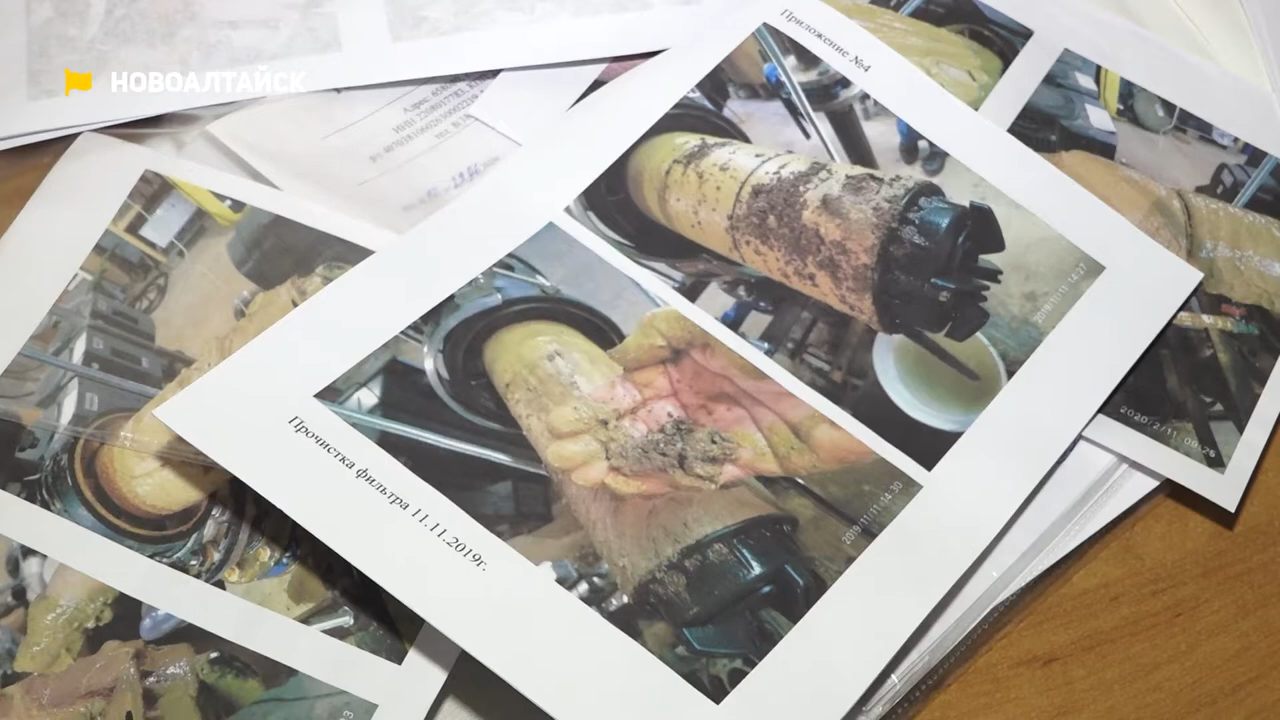 НОВОАЛТАЙСК
Приложение №4
2019/11/11 14:27
2019/11/11 14:30
Прочистка фильтра 11.11.2019г.
2020/2/11 09:26